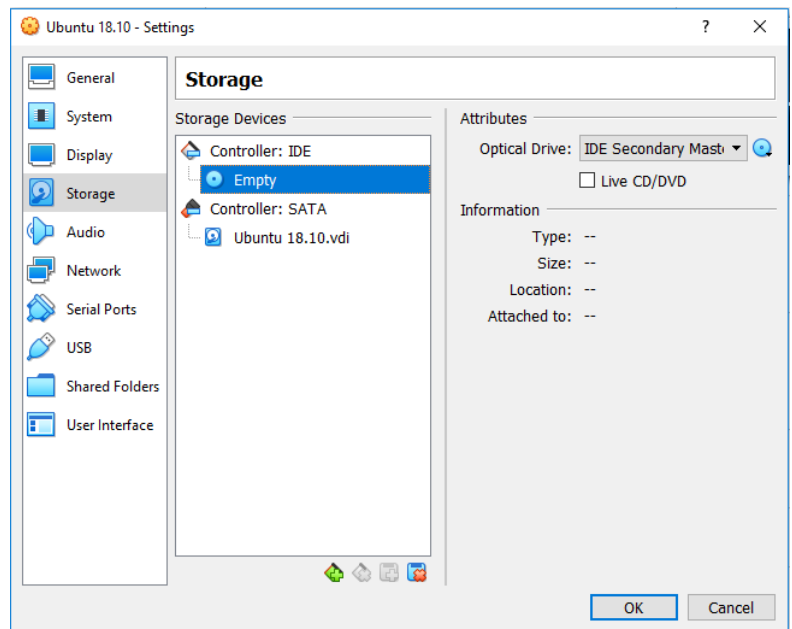 Ubuntu 18.10 - Settings ?
General
System
Display
Storage
Audio
Network
Serial Ports
USB
Shared Folders
User Interface
Storage
Storage Devices
Controller: IDE
Empty
Controller: SATA
Ubuntu 18.10.vdi
Attributes
Optical Drive: IDE Secondary Maste
Live CD/DVD
Information
Type: --
Size: --
Location: --
Attached to: --
OK Cancel